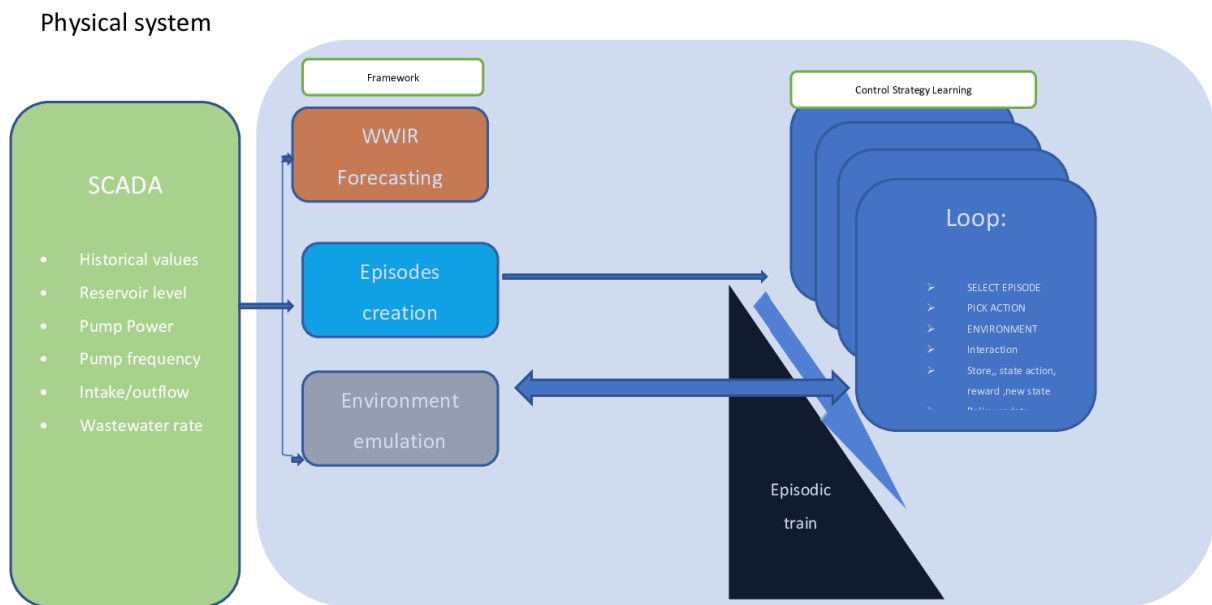 Physical system
Framework
Control Strategy Learning
SCADA
Historical values
Reservoir level
Pump Power
Pump frequency
Intake/outflow
Wastewater rate
WWIR
Forecasting
Episodes
creation
Environment
emulation
Loop:
SELECT EPISODE
PICK ACTION
ENVIRONMENT
Interaction
Store,, state action,
reward ,new state
Episodic
train